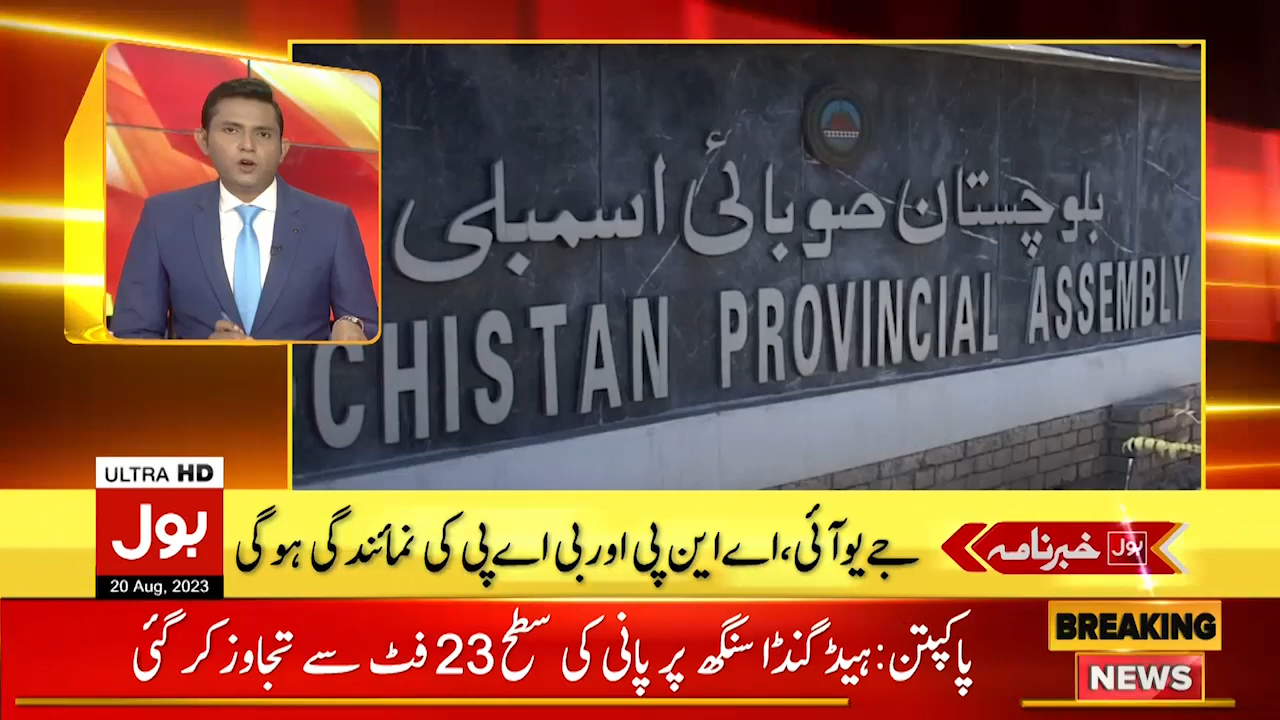 بلوچستان صوبائی اسمبلی
CHISTAN PROVINCIAL ASSEMBLY
ULTRA HD
بول
20 Aug, 2023
بول خبرنامہ
جے یو آئی، اے این پی اور بی اے پی کی نمائندگی ہوگی
پاکپتن: ہیڈ گنڈا سنگھ پر پانی کی سطح 23 فٹ سے تجاوز کر گئی
BREAKING
NEWS